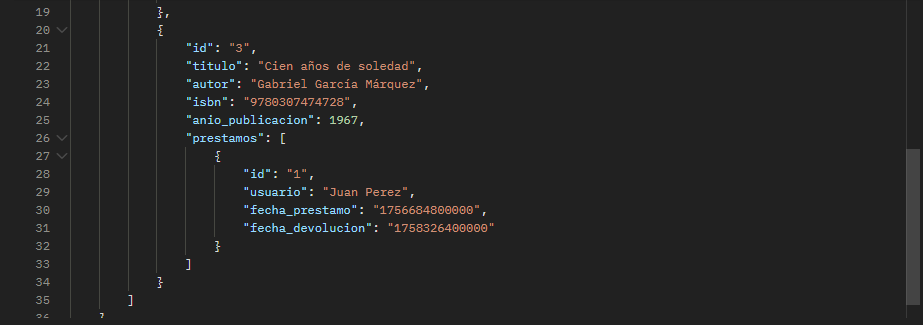 19 },
20 {
21 "id": "3",
22 "titulo": "Cien años de soledad",
23 "autor": "Gabriel García Márquez",
24 "isbn": "9780307474728",
25 "anio_publicacion": 1967,
26 "prestamos": [
27 {
28 "id": "1",
29 "usuario": "Juan Perez",
30 "fecha_prestamo": "1756684800000",
31 "fecha_devolucion": "1758326400000"
32 }
33 ]
34 }
35 ]
36 }